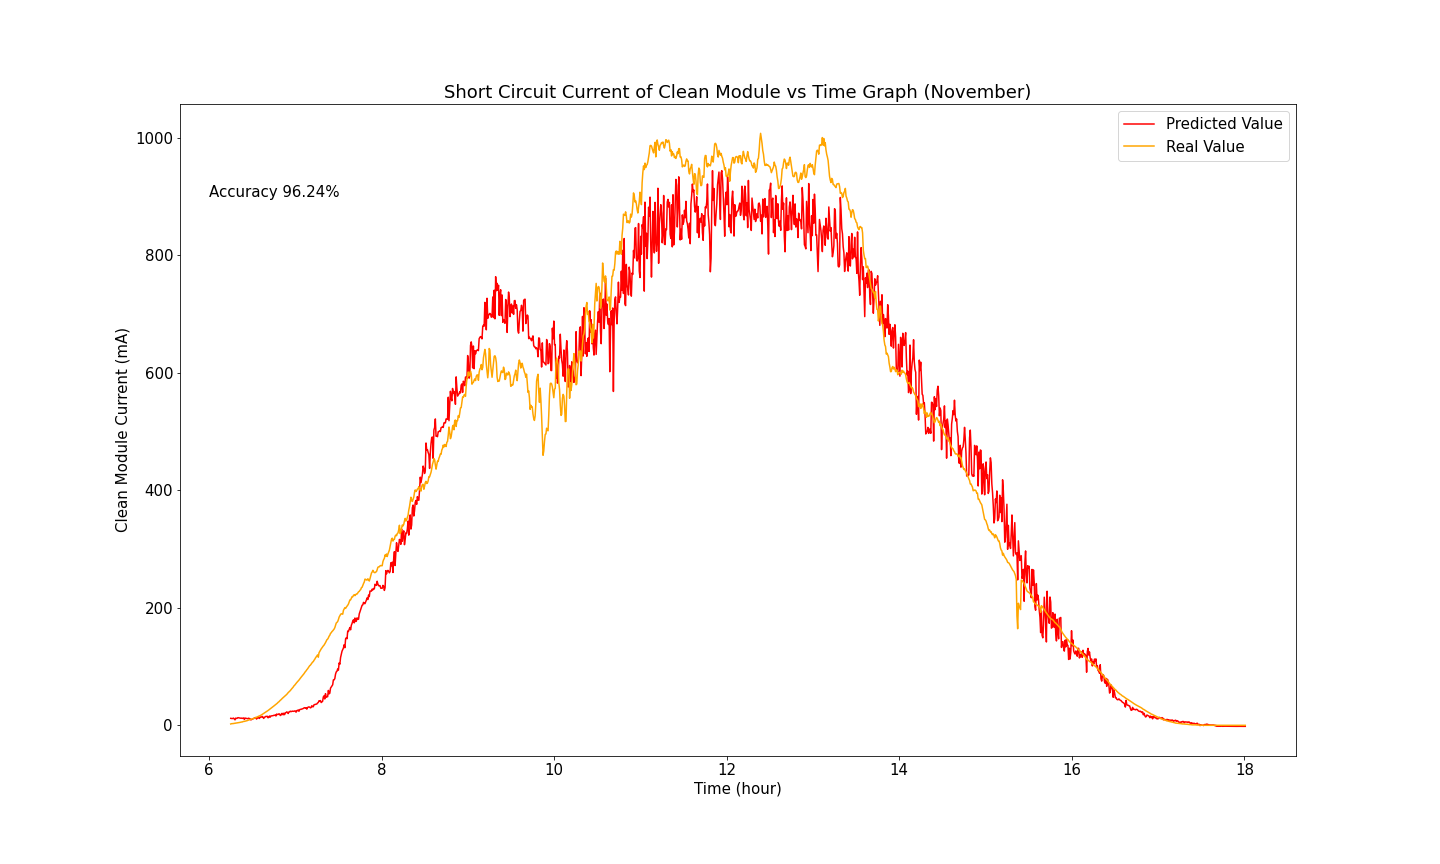 Short Circuit Current of Clean Module vs Time Graph (November)
Predicted Value
Real Value
Accuracy 96.24%
Clean Module Current (mA)
1000
800
600
400
200
0
6 8 10 12 14 16 18
Time (hour)